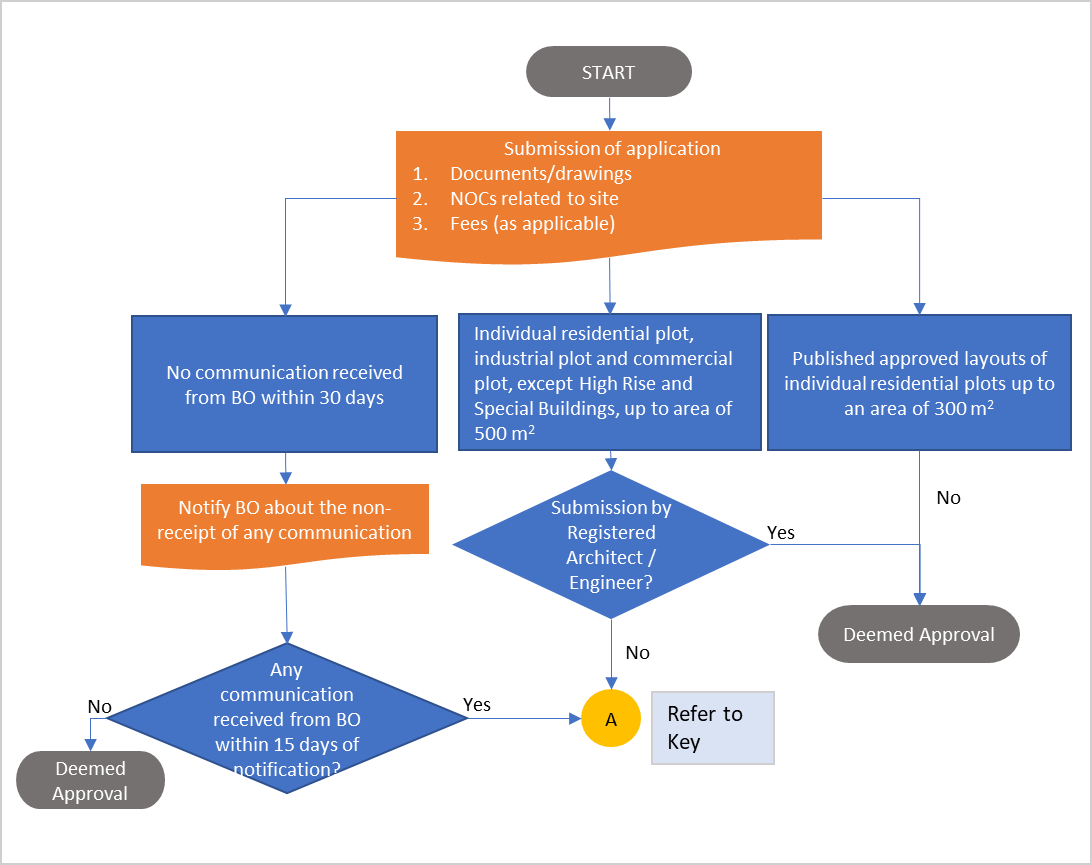 START
Submission of application
1. Documents/drawings
2. NOCs related to site
3. Fees (as applicable)
No communication received
from BO within 30 days
Individual residential plot,
industrial plot and commercial
plot, except High Rise and
Special Buildings, up to area of
500 m²
Published approved layouts of
individual residential plots up to
an area of 300 m²
Notify BO about the non-
receipt of any communication
Submission by
Registered
Architect /
Engineer?
Yes
No
Deemed Approval
No
Any
communication
received from BO
within 15 days of
notification?
No
Yes
A
Refer to
Key
Deemed
Approval